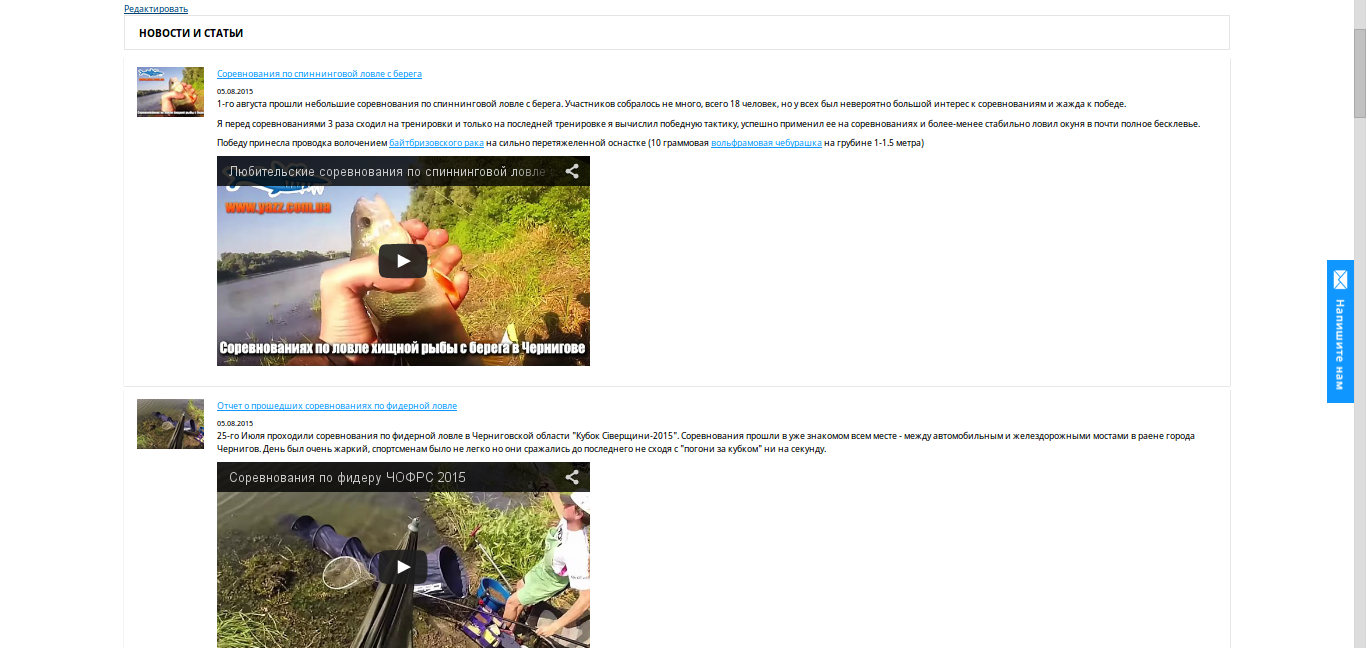 Редактировать
НОВОСТИ И СТАТЬИ
Соревнования по спиннинговой ловле с берега
05.08.2015
1-го августа прошли небольшие соревнования по спиннинговой ловле с берега. Участников собралось не много, всего 18 человек, но у всех был невероятно большой интерес к соревнованиям и жажда к победе.
Я перед соревнованиями 3 раза сходил на тренировки и только на последней тренировке я вычислил победную тактику, успешно применил ее на соревнованиях и более-менее стабильно ловил окуня в почти полное бесклевье.
Победу принесла проводка волочением байтбризовского рака на сильно перетяжеленной оснастке (10 граммовая вольфрамовая чебурашка на грубине 1-1.5 метра)
Любительские соревнования по спиннинговой ловле
www.yazz.com.ua
Соревнованиях по ловле хищной рыбы с берега в Чернигове
Напишите нам
Отчет о прошедших соревнованиях по фидерной ловле
05.08.2015
25-го Июля проходили соревнования по фидерной ловле в Черниговской области "Кубок Сіверщини-2015". Соревнования прошли в уже знакомом всем месте - между автомобильным и желездорожными мостами в раене города
Чернигов. День был очень жаркий, спортсменам было не легко но они сражались до последнего не сходя с "погони за кубком" ни на секунду.
Соревнования по фидеру ЧОФРС 2015